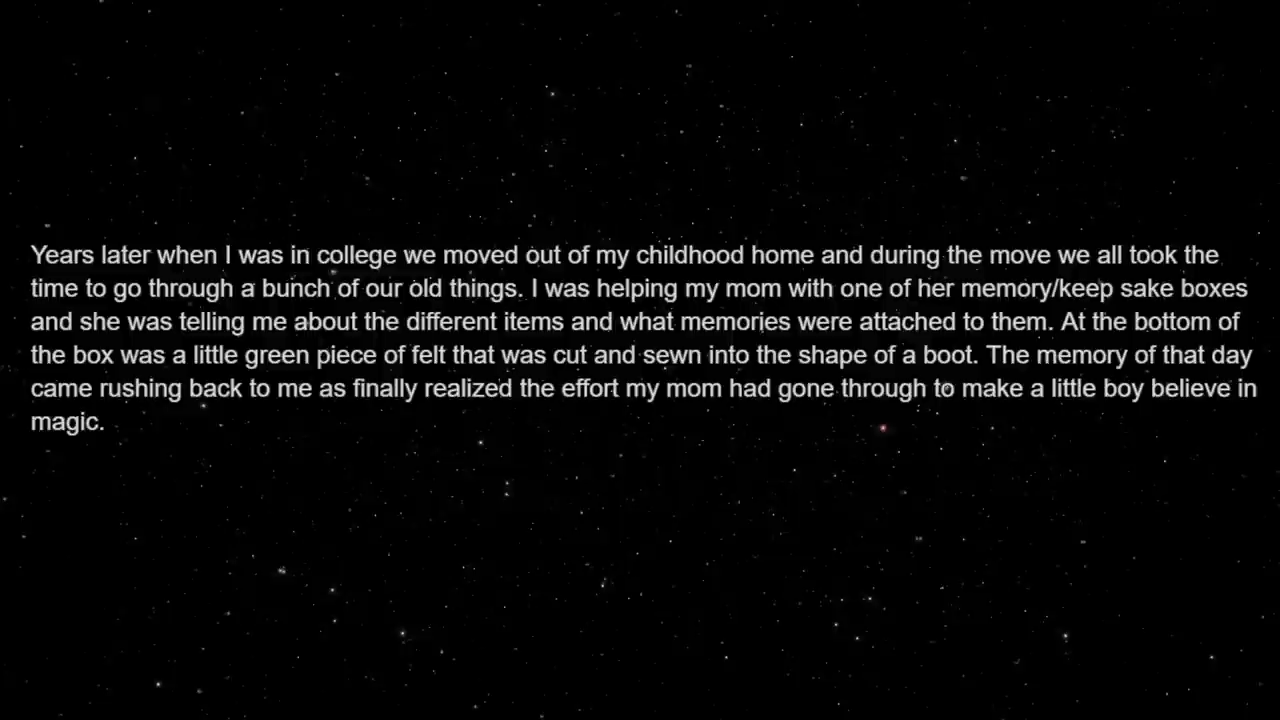 Years later when I was in college we moved out of my childhood home and during the move we all took the
time to go through a bunch of our old things. I was helping my mom with one of her memory/keep sake boxes
and she was telling me about the different items and what memories were attached to them. At the bottom of
the box was a little green piece of felt that was cut and sewn into the shape of a boot. The memory of that day
came rushing back to me as finally realized the effort my mom had gone through to make a little boy believe in
magic.